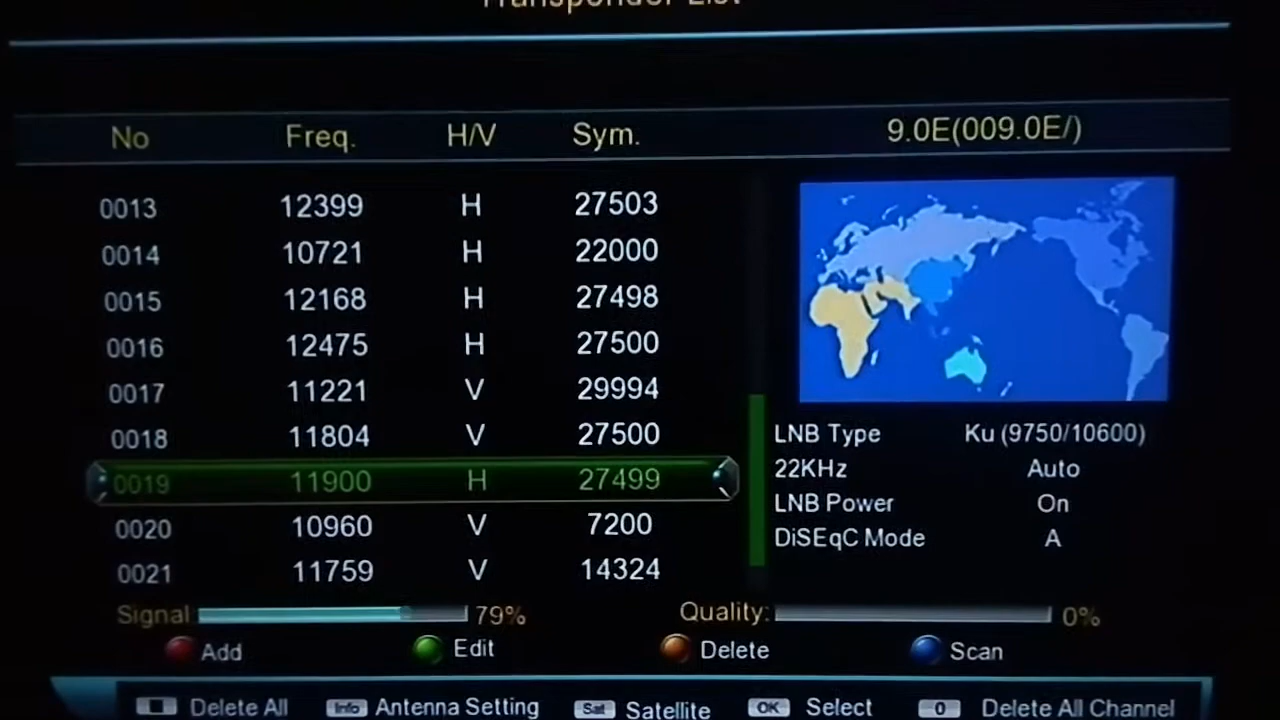 Transponder List
No Freq. H/V Sym. 9.0E(009.0E/)
0013 12399 H 27503
0014 10721 H 22000
0015 12168 H 27498
0016 12475 H 27500
0017 11221 V 29994
0018 11804 V 27500
0019 11900 H 27499
0020 10960 V 7200
0021 11759 V 14324
LNB Type Ku (9750/10600)
22KHz Auto
LNB Power On
DiSEqC Mode A
Signal 79% Quality: 0%
Add Edit Delete Scan
Delete All Info Antenna Setting Sat Satellite OK Select 0 Delete All Channel